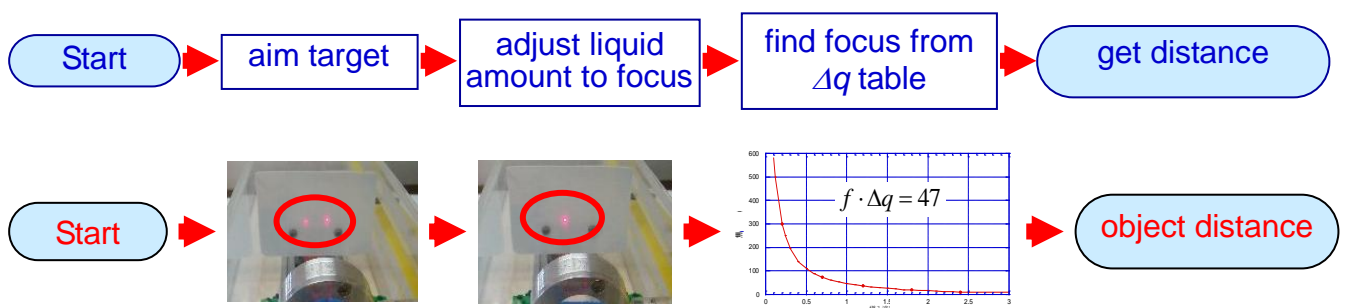 Start
aim target
adjust liquid
amount to focus
find focus from
Δq table
get distance
Start
f · Δq = 47
600
500
400
300
200
100
0
0
0.5
1
1.5
2
2.5
3
object distance